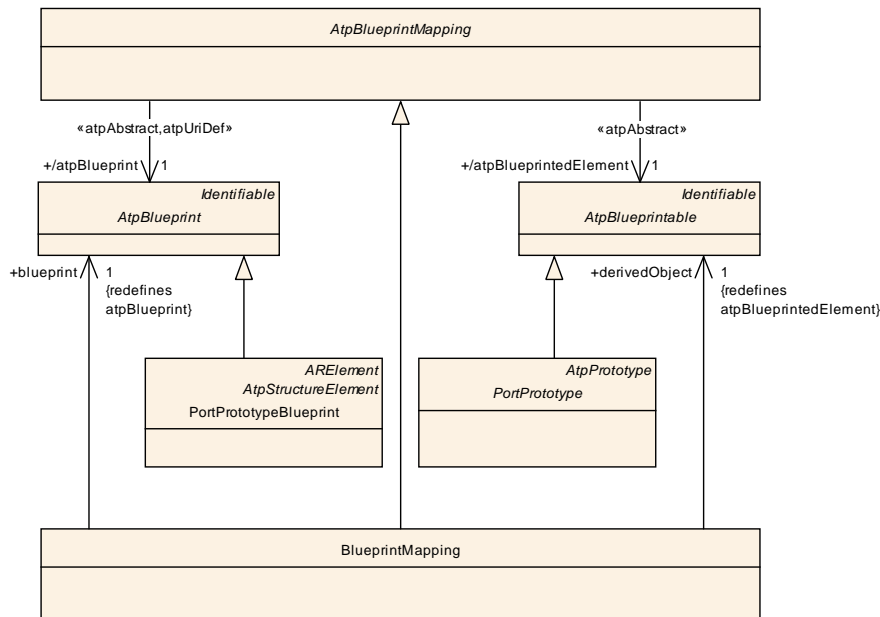 AtpBlueprintMapping
«atpAbstract,atpUriDef»
«atpAbstract»
+/atpBlueprint 1
+/atpBlueprintedElement 1
Identifiable
AtpBlueprint
Identifiable
AtpBlueprintable
+blueprint 1
{redefines
atpBlueprint}
+derivedObject 1
{redefines
atpBlueprintedElement}
ARElement
AtpStructureElement
PortPrototypeBlueprint
AtpPrototype
PortPrototype
BlueprintMapping